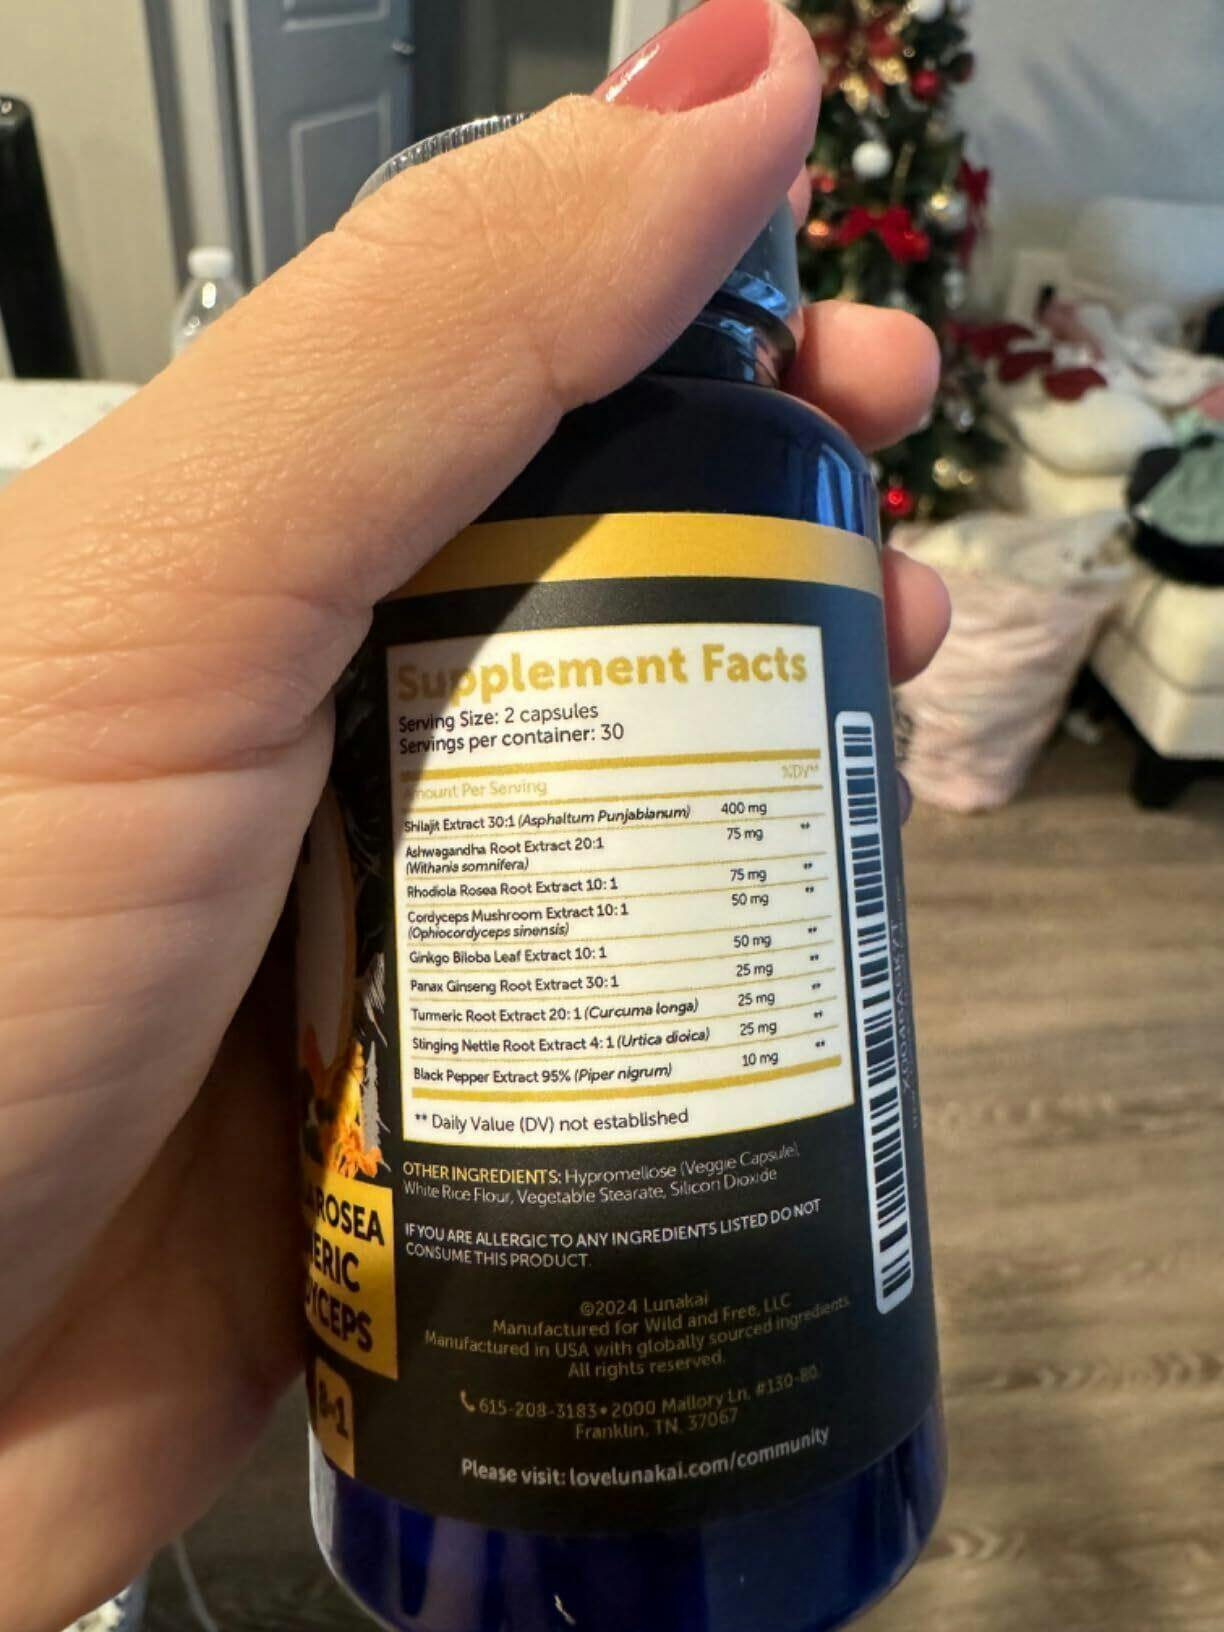 Supplement Facts
Serving Size: 2 capsules
Servings per container: 30
%DV**
Amount Per Serving
Shilajit Extract 30:1 (Asphaltum Punjabianum) 400 mg **
Ashwagandha Root Extract 20:1 75 mg
(Withania somnifera) **
Rhodiola Rosea Root Extract 10:1 75 mg **
Cordyceps Mushroom Extract 10:1 50 mg
(Ophiocordyceps sinensis) **
Ginkgo Biloba Leaf Extract 10:1 50 mg **
Panax Ginseng Root Extract 30:1 25 mg **
Turmeric Root Extract 20:1 (Curcuma longa) 25 mg **
Stinging Nettle Root Extract 4:1 (Urtica dioica) 25 mg **
Black Pepper Extract 95% (Piper nigrum) 10 mg
** Daily Value (DV) not established
OTHER INGREDIENTS: Hypromellose (Veggie Capsule),
White Rice Flour, Vegetable Stearate, Silicon Dioxide
IF YOU ARE ALLERGIC TO ANY INGREDIENTS LISTED DO NOT
CONSUME THIS PRODUCT.
©2024 Lunakai
Manufactured for Wild and Free, LLC
Manufactured in USA with globally sourced ingredients.
All rights reserved.
615-208-3183• 2000 Mallory Ln. #130-80
Franklin, TN, 37067
Please visit: lovelunakai.com/community
ROSEA
ERIC
YCEPS